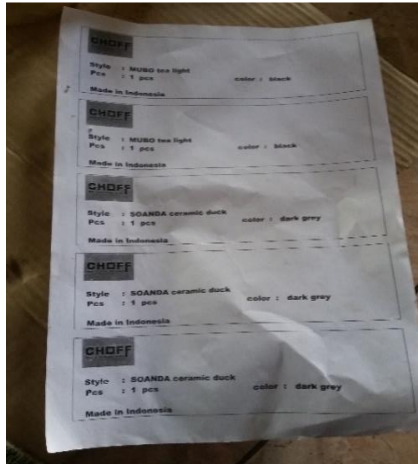 CHOFF
Style : MUBO tea light
Pcs : 1 pcs color : black
Made in Indonesia
CHOFF
Style : MUBO tea light
Pcs : 1 pcs color : black
Made in Indonesia
CHOFF
Style : SOANDA ceramic duck
Pcs : 1 pcs color : dark grey
Made in Indonesia
CHOFF
Style : SOANDA ceramic duck
Pcs : 1 pcs color : dark grey
Made in Indonesia
CHOFF
Style : SOANDA ceramic duck
Pcs : 1 pcs color : dark grey
Made in Indonesia